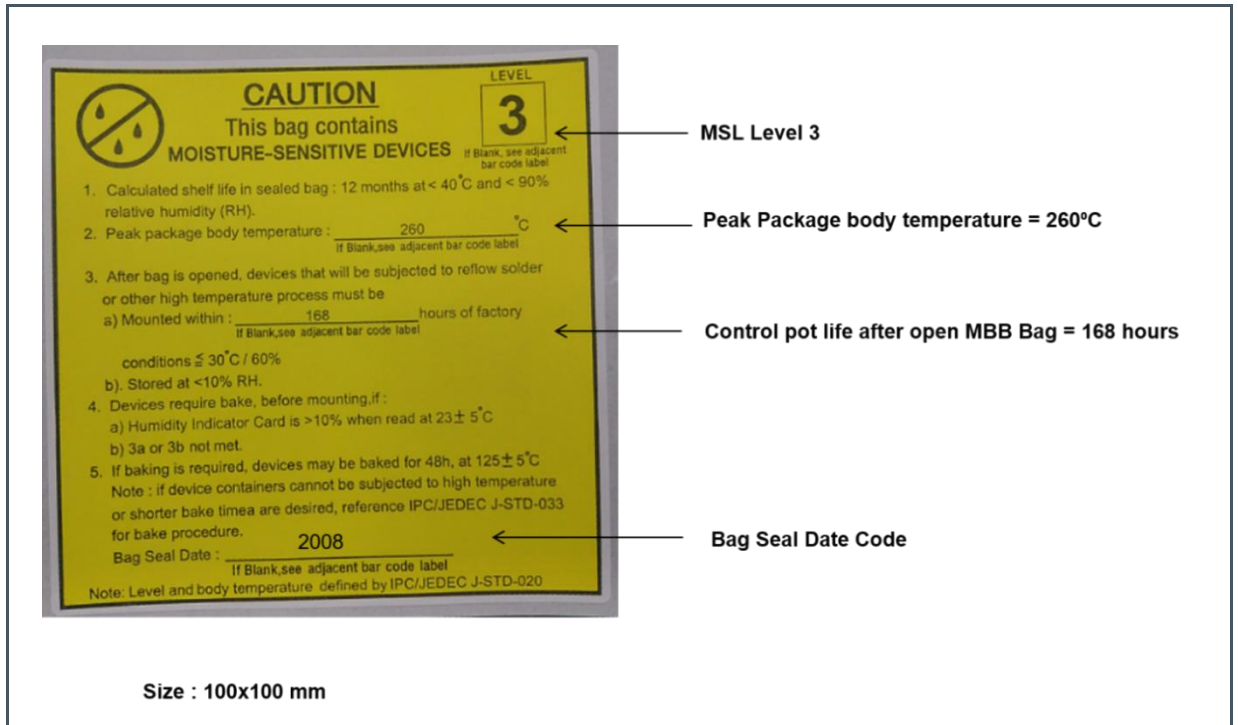 CAUTION
This bag contains
MOISTURE-SENSITIVE DEVICES
LEVEL
3
If Blank, see adjacent
bar code label
1. Calculated shelf life in sealed bag : 12 months at < 40°C and < 90%
relative humidity (RH).
2. Peak package body temperature : 260 °C
If Blank,see adjacent bar code label
3. After bag is opened, devices that will be subjected to reflow solder
or other high temperature process must be
a) Mounted within : 168 hours of factory
If Blank,see adjacent bar code label
conditions ≦ 30°C / 60%
b). Stored at <10% RH.
4. Devices require bake, before mounting,if :
a) Humidity Indicator Card is >10% when read at 23± 5°C
b) 3a or 3b not met.
5. If baking is required, devices may be baked for 48h, at 125± 5°C
Note : if device containers cannot be subjected to high temperature
or shorter bake timea are desired, reference IPC/JEDEC J-STD-033
for bake procedure.
Bag Seal Date : 2008
If Blank,see adjacent bar code label
Note: Level and body temperature defined by IPC/JEDEC J-STD-020
MSL Level 3
Peak Package body temperature = 260ºC
Control pot life after open MBB Bag = 168 hours
Bag Seal Date Code
Size : 100x100 mm